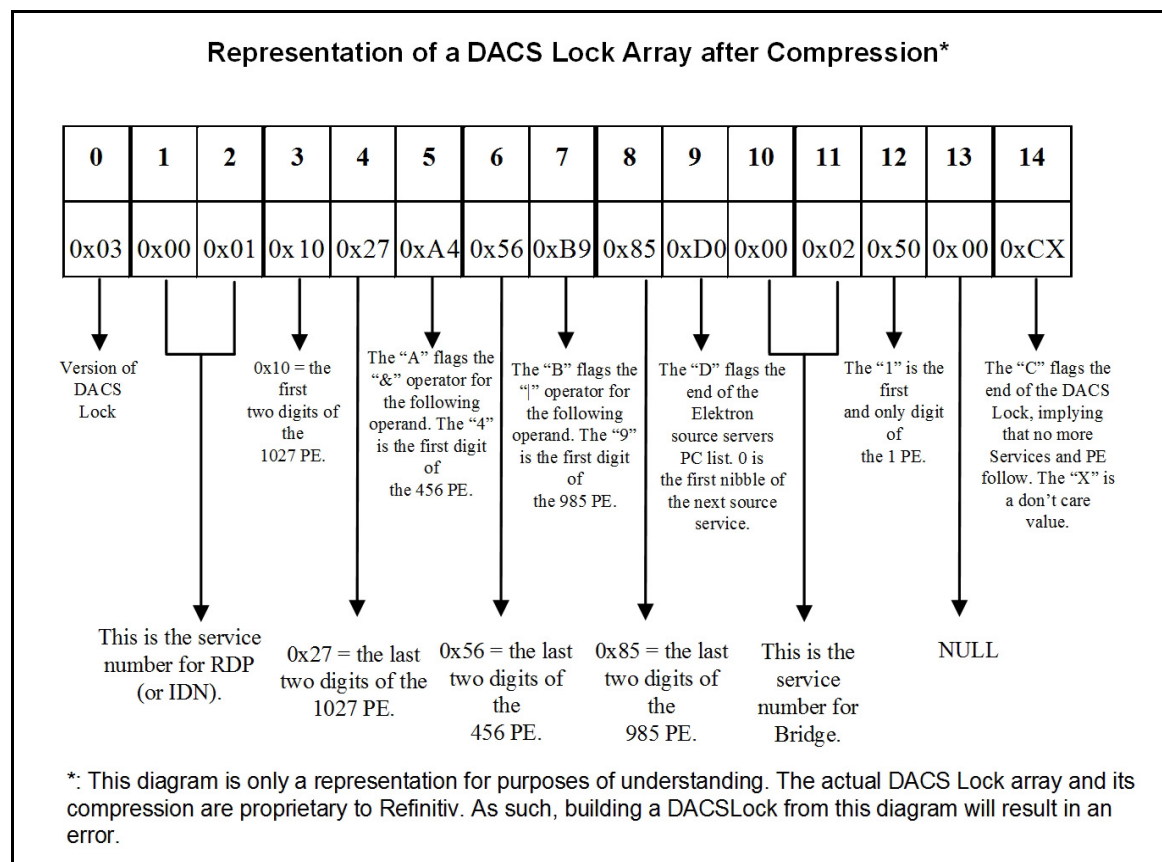 Representation of a DACS Lock Array after Compression*
0 1 2 3 4 5 6 7 8 9 10 11 12 13 14
0x03 0x00 0x01 0x10 0x27 0xA4 0x56 0xB9 0x85 0xD0 0x00 0x02 0x50 0x00 0xCX
Version of
DACS
Lock
0x10 = the
first
two digits of
the
1027 PE.
The “A” flags the
“&” operator for
the following
operand. The “4”
is the first digit
of
the 456 PE.
The “B” flags the
“|” operator for
the following
operand. The “9”
is the first digit
of
the 985 PE.
The “D” flags the
end of the
Elektron
source servers
PC list. 0 is
the first nibble of
the next source
service.
The “1” is the
first
and only digit
of
the 1 PE.
The “C” flags the
end of the DACS
Lock, implying
that no more
Services and PE
follow. The “X” is
a don’t care
value.
This is the service
number for RDP
(or IDN).
0x27 = the last
two digits of the
1027 PE.
0x56 = the last
two digits of
the
456 PE.
0x85 = the last
two digits of
the
985 PE.
This is the
service
number for
Bridge.
NULL
*: This diagram is only a representation for purposes of understanding. The actual DACS Lock array and its
compression are proprietary to Refinitiv. As such, building a DACSLock from this diagram will result in an
error.